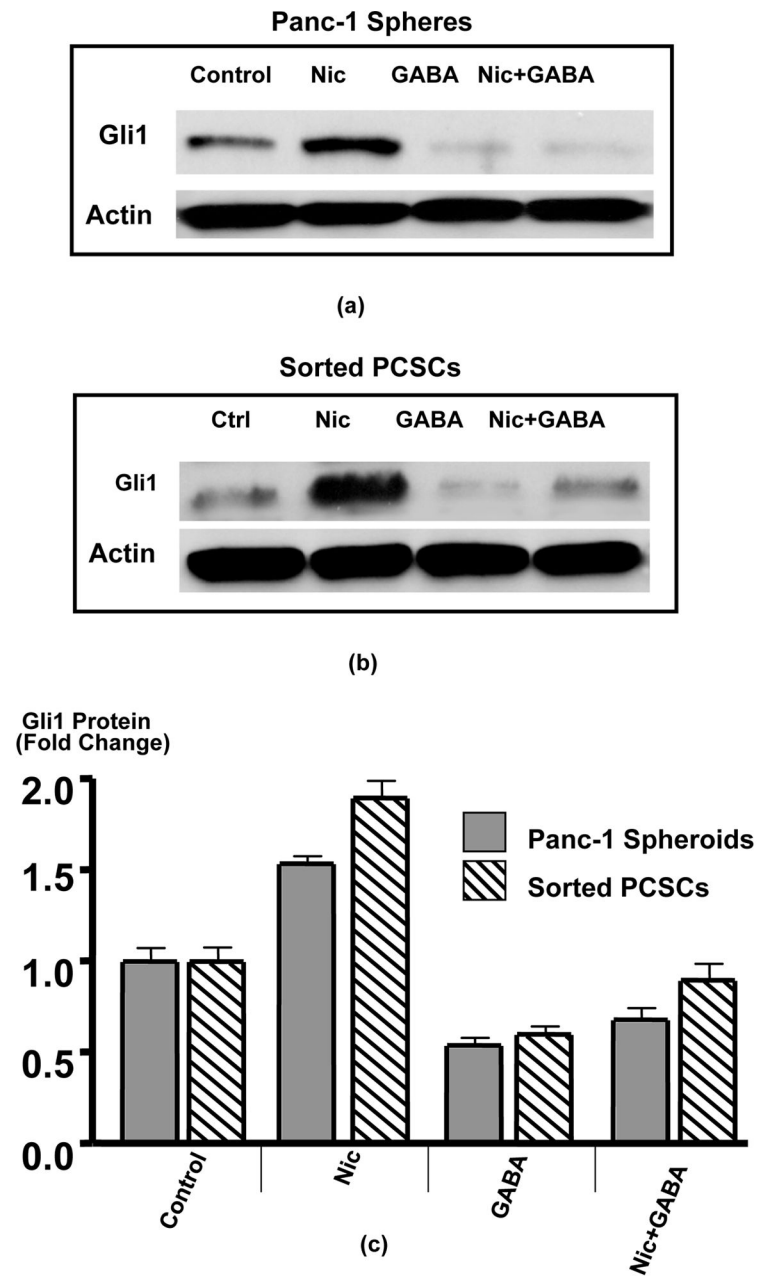 Panc-1 Spheres
Control Nic GABA Nic+GABA
Gli1
Actin
(a)
Sorted PCSCs
Ctrl Nic GABA Nic+GABA
Gli1
Actin
(b)
Gli1 Protein
(Fold Change)
2.0
1.5
1.0
0.5
0.0
Panc-1 Spheroids
Sorted PCSCs
Control
Nic
GABA
Nic+GABA
(c)